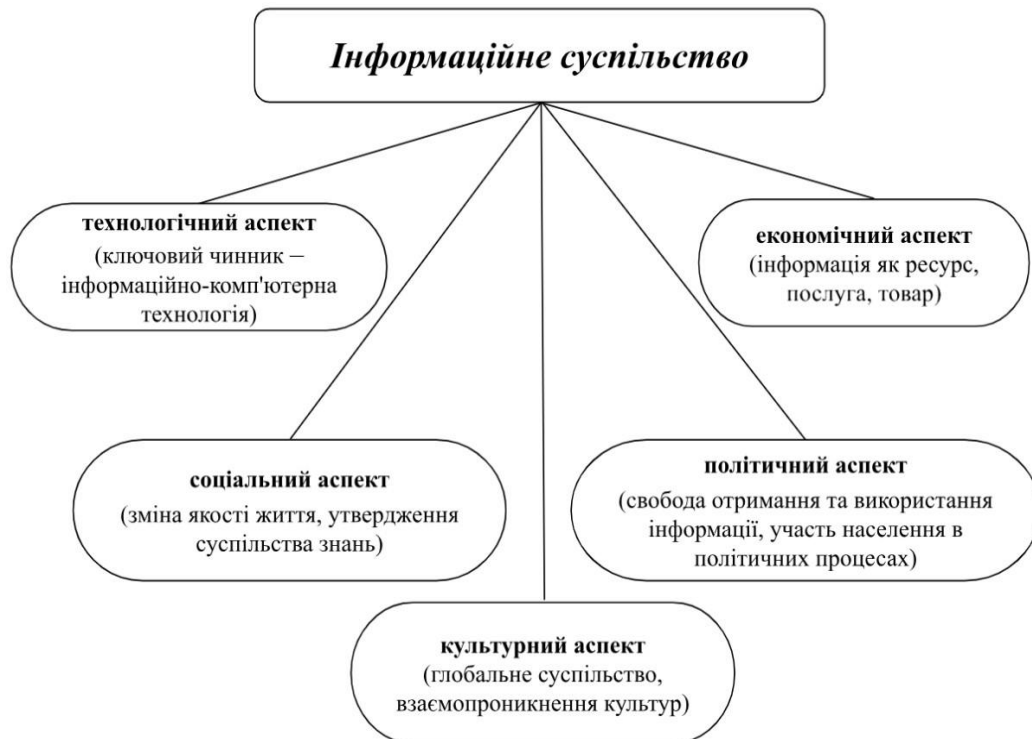 Інформаційне суспільство
технологічний аспект
(ключовий чинник –
інформаційно-комп'ютерна
технологія)
економічний аспект
(інформація як ресурс,
послуга, товар)
соціальний аспект
(зміна якості життя, утвердження
суспільства знань)
політичний аспект
(свобода отримання та використання
інформації, участь населення в
політичних процесах)
культурний аспект
(глобальне суспільство,
взаємопроникнення культур)